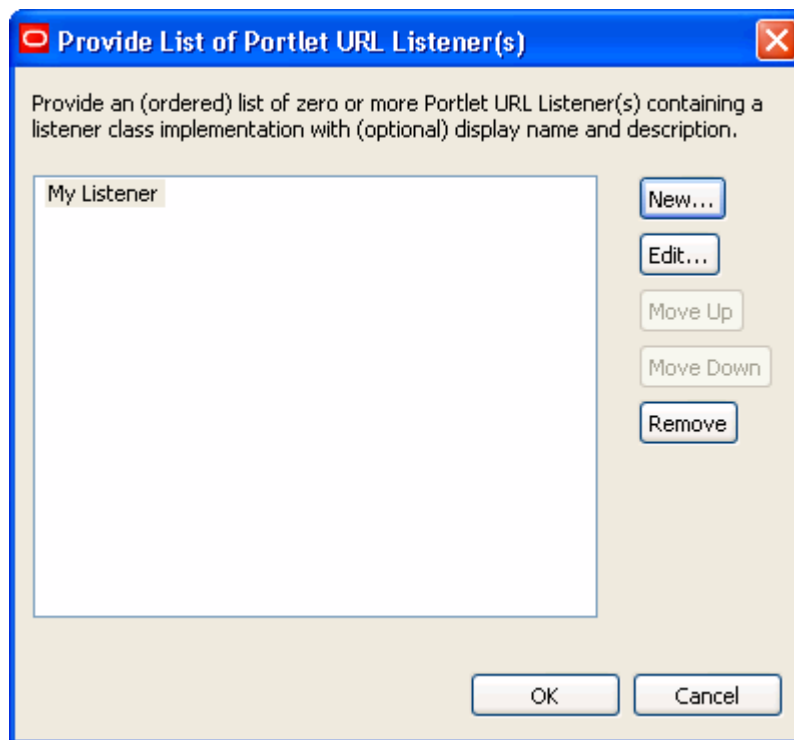 Provide List of Portlet URL Listener(s)
Provide an (ordered) list of zero or more Portlet URL Listener(s) containing a
listener class implementation with (optional) display name and description.
My Listener
New...
Edit...
Move Up
Move Down
Remove
OK
Cancel